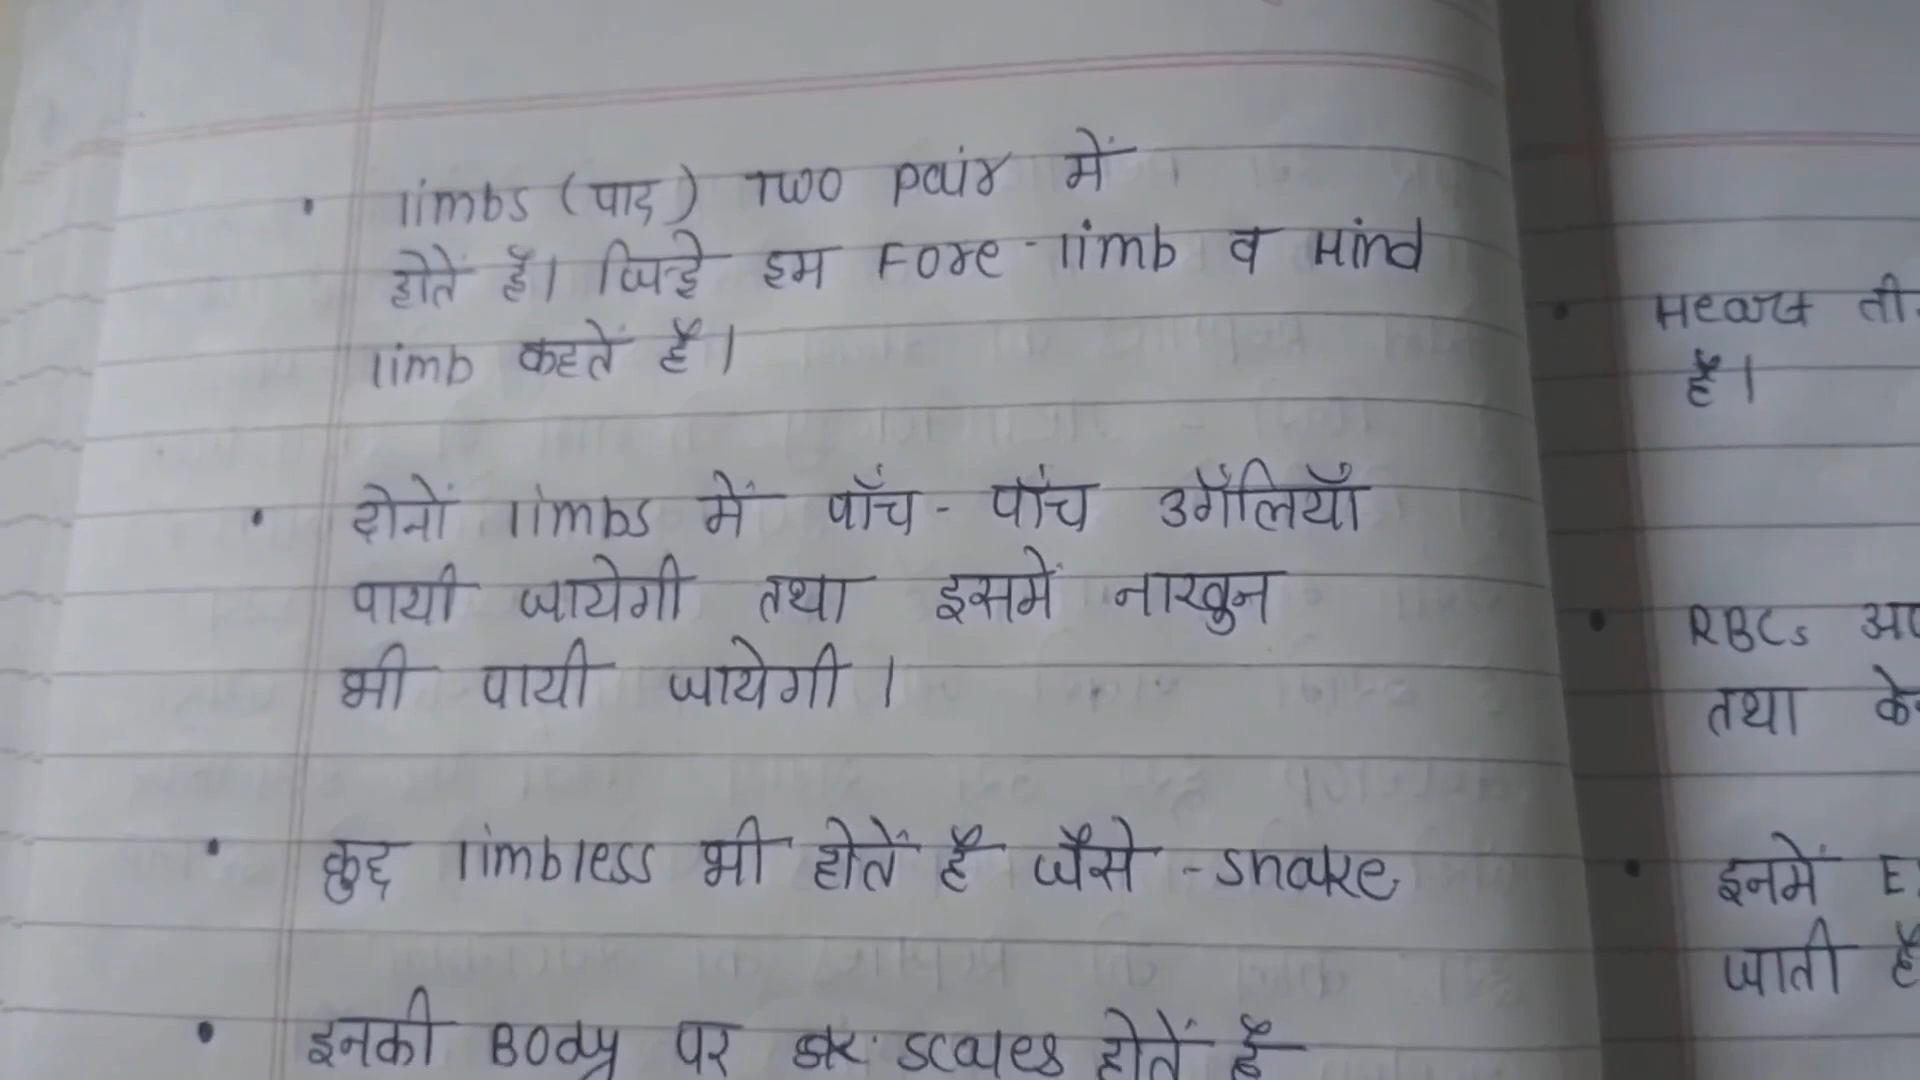 • limbs (पाद) Two pair में
होतें हैं। जिन्हे हम Fore-limb व Hind
limb कहतें हैं।
• दोनों limbs में पाँच - पांच उगँलियाँ
पायी जायेगी तथा इसमें नाखुन
भी पायी जायेगी।
• कुछ limbless भी होतें हैं जैसे - snake
• इनकी Body पर scales होतें हैं
• Heart
हैं।
• RBCs
तथा
• इनमें
जाती